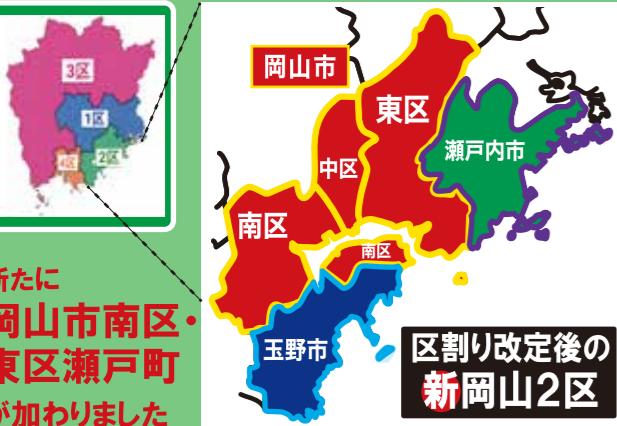 3区
1区
2区
4区
新たに
岡山市南区・
東区瀬戸町
が加わりました
岡山市
東区
中区
瀬戸内市
南区
南区
玉野市
区割り改定後の
新岡山2区